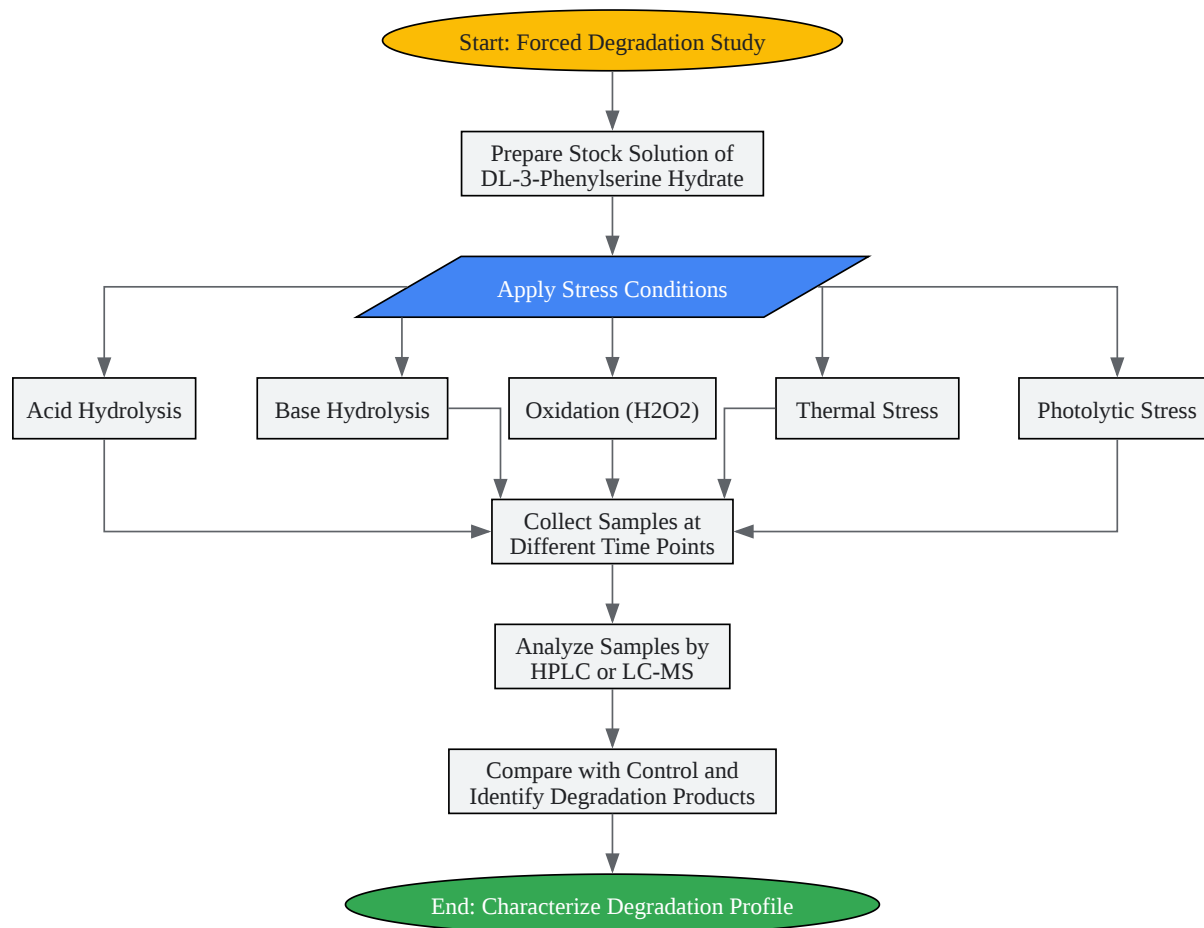 Start: Forced Degradation Study
Prepare Stock Solution of
DL-3-Phenylserine Hydrate
Apply Stress Conditions
Acid Hydrolysis
Base Hydrolysis
Oxidation (H2O2)
Thermal Stress
Photolytic Stress
Collect Samples at
Different Time Points
Analyze Samples by
HPLC or LC-MS
Compare with Control and
Identify Degradation Products
End: Characterize Degradation Profile